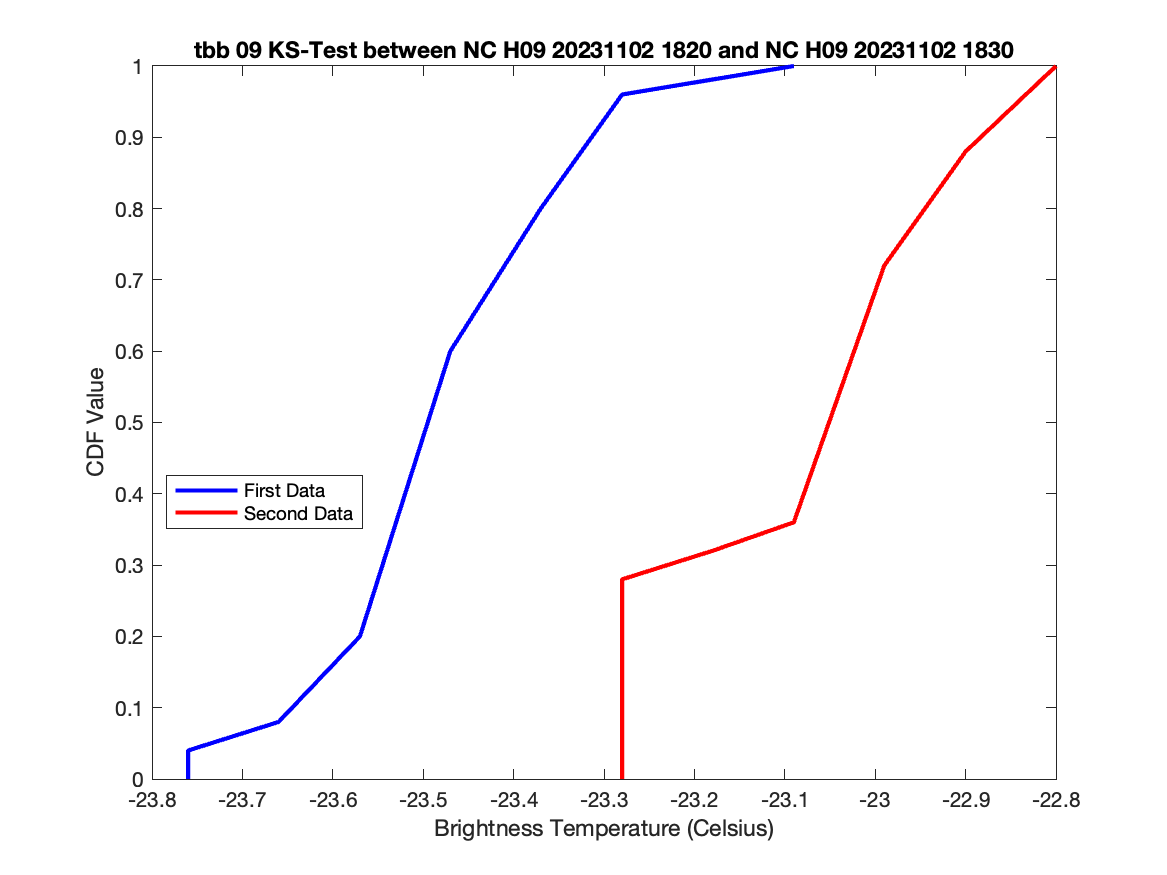 tbb 09 KS-Test between NC H09 20231102 1820 and NC H09 20231102 1830
1
0.9
0.8
0.7
0.6
0.5
0.4
0.3
0.2
0.1
0
CDF Value
First Data
Second Data
-23.8 -23.7 -23.6 -23.5 -23.4 -23.3 -23.2 -23.1 -23 -22.9 -22.8
Brightness Temperature (Celsius)